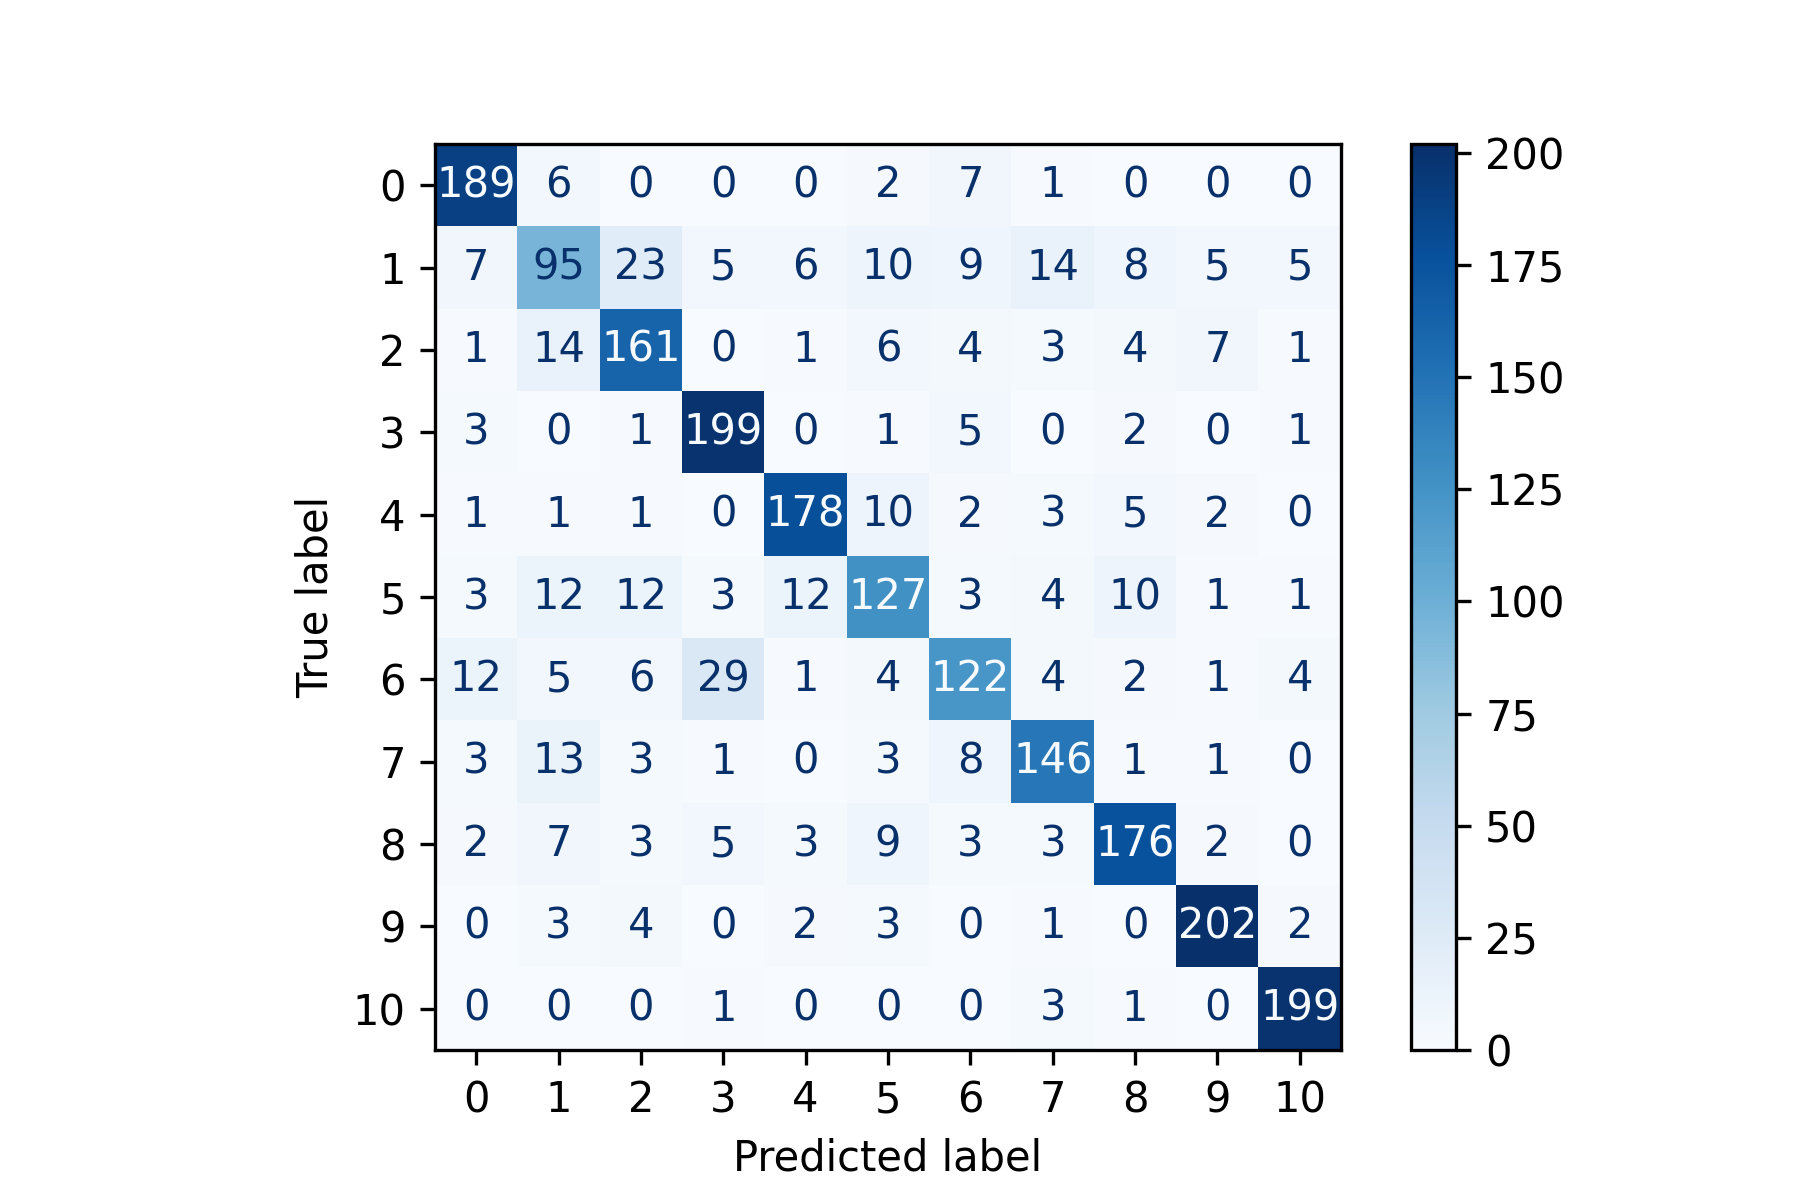 0 189 6 0 0 0 2 7 1 0 0 0
1 7 95 23 5 6 10 9 14 8 5 5
2 1 14 161 0 1 6 4 3 4 7 1
3 3 0 1 199 0 1 5 0 2 0 1
4 1 1 1 0 178 10 2 3 5 2 0
5 3 12 12 3 12 127 3 4 10 1 1
6 12 5 6 29 1 4 122 4 2 1 4
7 3 13 3 1 0 3 8 146 1 1 0
8 2 7 3 5 3 9 3 3 176 2 0
9 0 3 4 0 2 3 0 1 0 202 2
10 0 0 0 1 0 0 0 3 1 0 199
0 1 2 3 4 5 6 7 8 9 10
Predicted label
True label
200
175
150
125
100
75
50
25
0